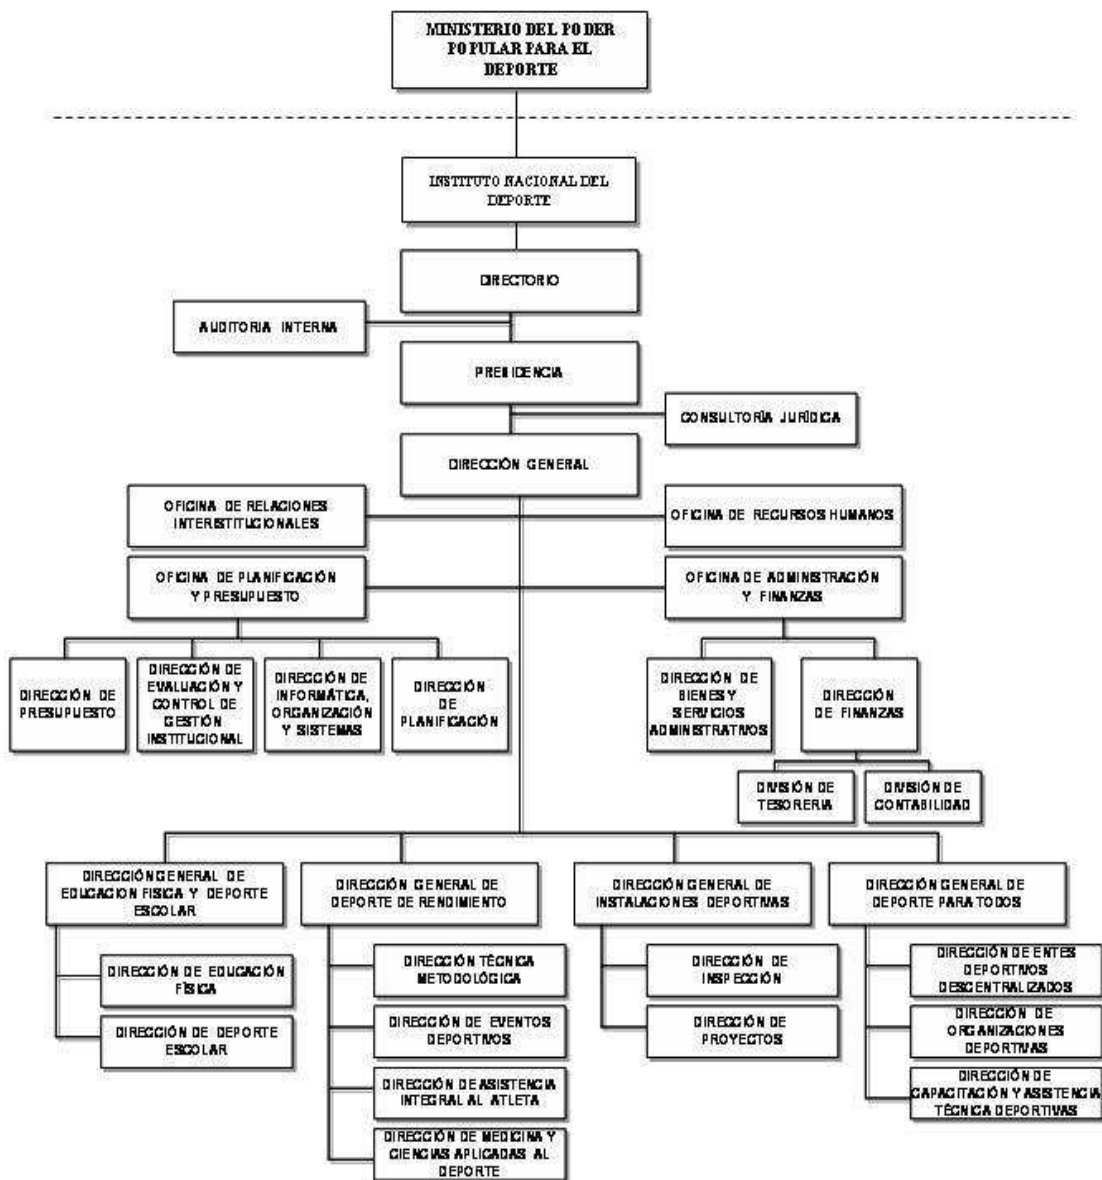 MINISTERIO DEL PODER
POPULAR PARA EL
DEPORTE
INSTITUTO NACIONAL DEL
DEPORTE
DIRECTORIO
AUDITORIA INTERNA
PRESIDENCIA
CONSULTORÍA JURÍDICA
DIRECCIÓN GENERAL
OFICINA DE RELACIONES
INTERISTITUCIONALES
OFICINA DE RECURSOS HUMANOS
OFICINA DE PLANIFICACIÓN
Y PRESUPUESTO
OFICINA DE ADMINISTRACIÓN
Y FINANZAS
DIRECCIÓN DE
PRESUPUESTO
DIRECCIÓN DE
EVALUACIÓN Y
CONTROL DE
GESTIÓN
INSTITUCIONAL
DIRECCIÓN DE
INFORMÁTICA,
ORGANIZACIÓN
Y SISTEMAS
DIRECCIÓN
DE
PLANIFICACIÓN
DIRECCIÓN DE
BIENES Y
SERVICIOS
ADMINISTRATIVOS
DIRECCIÓN
DE FINANZAS
DIVISIÓN DE
TESORERIA
DIVISIÓN DE
CONTABILIDAD
DIRECCIÓN GENERAL DE
EDUCACION FISICA Y DEPORTE
ESCOLAR
DIRECCIÓN GENERAL DE
DEPORTE DE RENDIMIENTO
DIRECCIÓN GENERAL DE
INSTALACIONES DEPORTIVAS
DIRECCIÓN GENERAL DE
DEPORTE PARA TODOS
DIRECCIÓN DE EDUCACIÓN
FÍSICA
DIRECCIÓN DE DEPORTE
ESCOLAR
DIRECCIÓN TÉCNICA
METODOLÓGICA
DIRECCIÓN DE EVENTOS
DEPORTIVOS
DIRECCIÓN DE ASISTENCIA
INTEGRAL AL ATLETA
DIRECCIÓN DE MEDICINA Y
CIENCIAS APLICADAS AL
DEPORTE
DIRECCIÓN DE
INSPECCIÓN
DIRECCIÓN DE
PROYECTOS
DIRECCIÓN DE ENTES
DEPORTIVOS
DESCENTRALIZADOS
DIRECCIÓN DE
ORGANIZACIONES
DEPORTIVAS
DIRECCIÓN DE
CAPACITACIÓN Y ASISTENCIA
TÉCNICA DEPORTIVAS